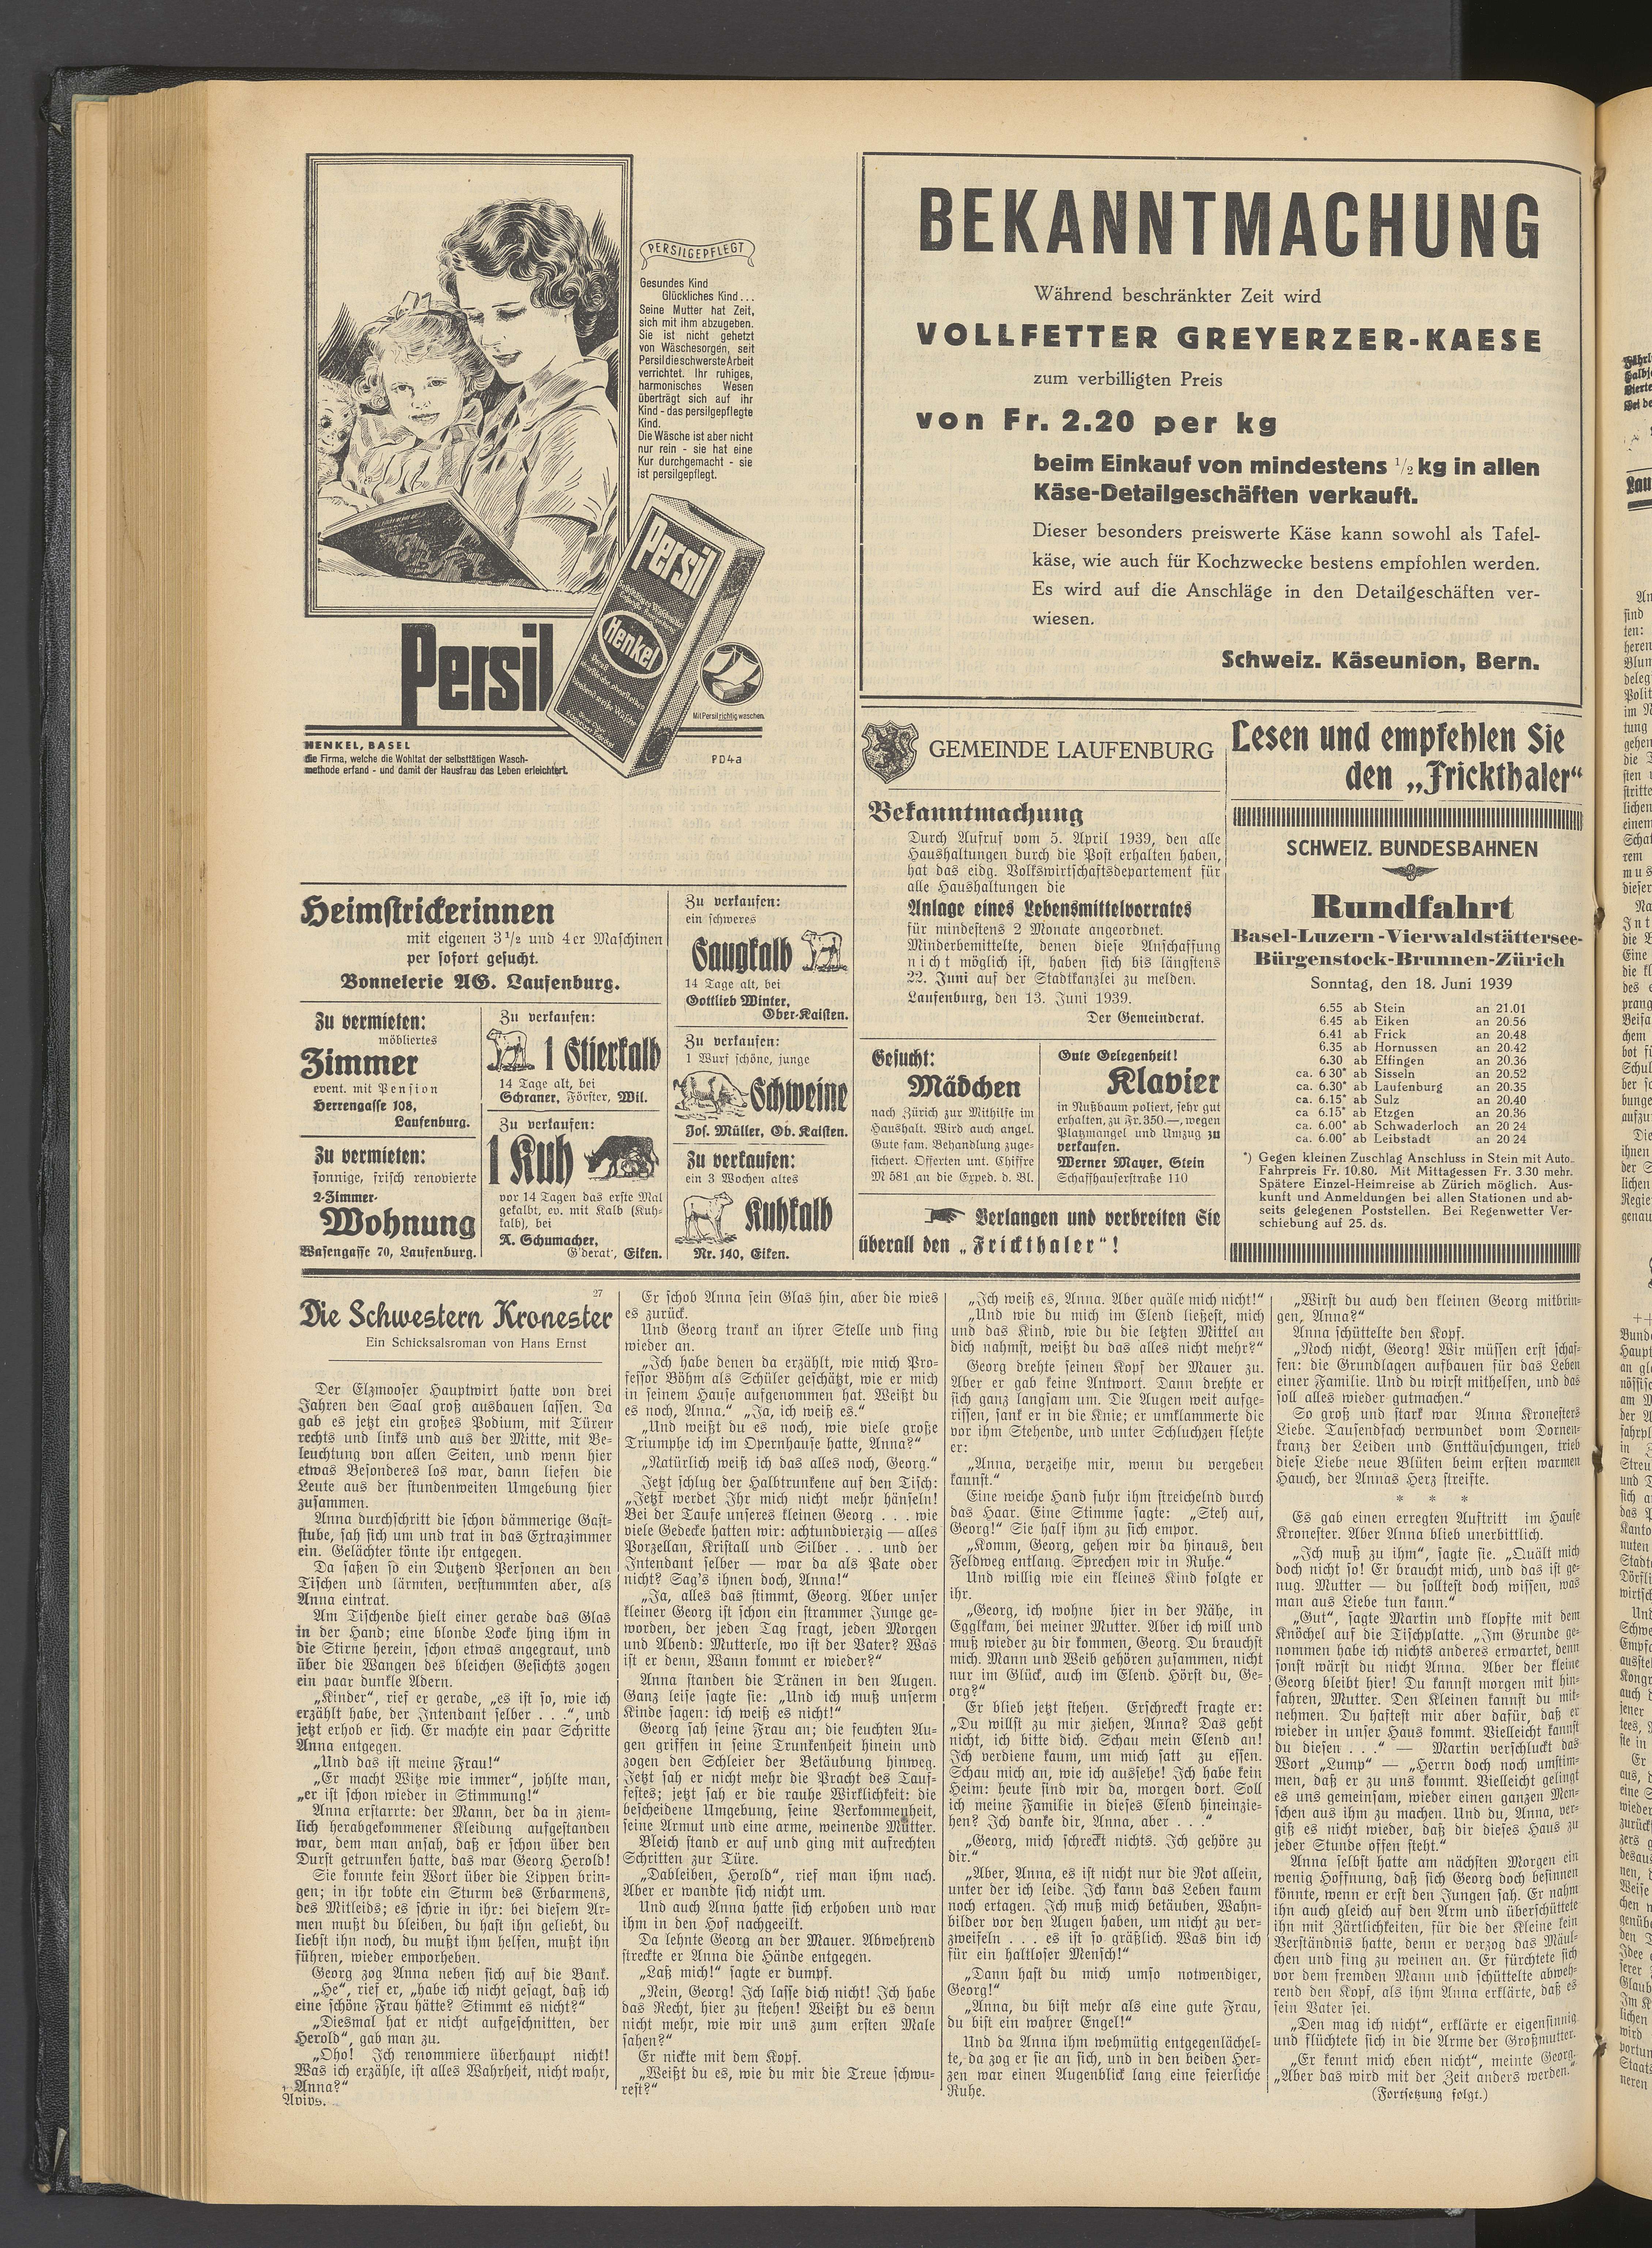 PERSILGEPFLEGT
Gesundes Kind
Glückliches Kind...
Seine Mutter hat Zeit,
sich mit ihm abzugeben.
Sie ist nicht gehetzt
von Wäschesorgen, seit
Persil die schwerste Arbeit
verrichtet. Ihr ruhiges,
harmonisches Wesen
überträgt sich auf ihr
Kind - das persilgepflegte
Kind.
Die Wäsche ist aber nicht
nur rein - sie hat eine
Kur durchgemacht - sie
ist persilgepflegt.
Persil
Henkel
Persil
Mit Persil richtig waschen.
HENKEL, BASEL
die Firma, welche die Wohltat der selbsttätigen Wasch-
methode erfand - und damit der Hausfrau das Leben erleichtert.
PD4a
BEKANNTMACHUNG
Während beschränkter Zeit wird
VOLLFETTER GREYERZER-KAESE
zum verbilligten Preis
von Fr. 2.20 per kg
beim Einkauf von mindestens 1/2 kg in allen
Käse-Detailgeschäften verkauft.
Dieser besonders preiswerte Käse kann sowohl als Tafel-
käse, wie auch für Kochzwecke bestens empfohlen werden.
Es wird auf die Anschläge in den Detailgeschäften ver-
wiesen.
Schweiz. Käseunion, Bern.
Heimstrickerinnen
mit eigenen 3 1/2 und 4er Maschinen
per sofort gesucht.
Bonneterie AG. Laufenburg.
Zu vermieten:
möbliertes
Zimmer
event. mit Pension
Herrengasse 108,
Laufenburg.
Zu vermieten:
sonnige, frisch renovierte
2-Zimmer-
Wohnung
Wasengasse 70, Laufenburg.
Zu verkaufen:
1 Stierkalb
14 Tage alt, bei
Schraner, Förster, Wil.
Zu verkaufen:
1 Kuh
vor 14 Tagen das erste Mal
gekalbt, ev. mit Kalb (Kuh-
kalb), bei
A. Schumacher,
G'derat, Eiken.
Zu verkaufen:
ein schweres
Saugkalb
14 Tage alt, bei
Gottlieb Winter,
Ober-Kaisten.
Zu verkaufen:
1 Wurf schöne, junge
Schweine
Jos. Müller, Ob. Kaisten.
Zu verkaufen:
ein 3 Wochen altes
Kuhkalb
Nr. 140, Eiken.
GEMEINDE LAUFENBURG
Bekanntmachung
Durch Aufruf vom 5. April 1939, den alle
Haushaltungen durch die Post erhalten haben,
hat das eidg. Volkswirtschaftsdepartement für
alle Haushaltungen die
Anlage eines Lebensmittelvorrates
für mindestens 2 Monate angeordnet.
Minderbemittelte, denen diese Anschaffung
nicht möglich ist, haben sich bis längstens
22. Juni auf der Stadtkanzlei zu melden.
Laufenburg, den 13. Juni 1939.
Der Gemeinderat.
Gesucht:
Mädchen
nach Zürich zur Mithilfe im
Haushalt. Wird auch angel.
Gute fam. Behandlung zuge-
sichert. Offerten unt. Chiffre
M 581 an die Exped. d. Bl.
Gute Gelegenheit!
Klavier
in Nußbaum poliert, sehr gut
erhalten, zu Fr. 350.—, wegen
Platzmangel und Umzug zu
verkaufen.
Werner Mayer, Stein
Schaffhauserstraße 110
Verlangen und verbreiten Sie
überall den „Frickthaler“!
Lesen und empfehlen Sie
den „Frickthaler“
SCHWEIZ. BUNDESBAHNEN
Rundfahrt
Basel-Luzern-Vierwaldstättersee-
Bürgenstock-Brunnen-Zürich
Sonntag, den 18. Juni 1939
6.55 ab Stein an 21.01
6.45 ab Eiken an 20.56
6.41 ab Frick an 20.48
6.35 ab Hornussen an 20.42
6.30 ab Effingen an 20.36
ca. 6 30* ab Sisseln an 20.52
ca. 6.30* ab Laufenburg an 20.35
ca. 6.15* ab Sulz an 20.40
ca 6.15* ab Etzgen an 20.36
ca. 6.00* ab Schwaderloch an 20 24
ca. 6.00* ab Leibstadt an 20 24
*) Gegen kleinen Zuschlag Anschluss in Stein mit Auto.
Fahrpreis Fr. 10.80. Mit Mittagessen Fr. 3.30 mehr.
Spätere Einzel-Heimreise ab Zürich möglich. Aus-
kunft und Anmeldungen bei allen Stationen und ab-
seits gelegenen Poststellen. Bei Regenwetter Ver-
schiebung auf 25. ds.
27
Die Schwestern Kronester
Ein Schicksalsroman von Hans Ernst
Der Elzmooser Hauptwirt hatte von drei
Jahren den Saal groß ausbauen lassen. Da
gab es jetzt ein großes Podium, mit Türen
rechts und links und aus der Mitte, mit Be-
leuchtung von allen Seiten, und wenn hier
etwas Besonderes los war, dann liefen die
Leute aus der stundenweiten Umgebung hier
zusammen.
Anna durchschritt die schon dämmerige Gast-
stube, sah sich um und trat in das Extrazimmer
ein. Gelächter tönte ihr entgegen.
Da saßen so ein Dutzend Personen an den
Tischen und lärmten, verstummten aber, als
Anna eintrat.
Am Tischende hielt einer gerade das Glas
in der Hand; eine blonde Locke hing ihm in
die Stirne herein, schon etwas angegraut, und
über die Wangen des bleichen Gesichts zogen
ein paar dunkle Adern.
„Kinder“, rief er gerade, „es ist so, wie ich
erzählt habe, der Intendant selber . . .“, und
jetzt erhob er sich. Er machte ein paar Schritte
Anna entgegen.
„Und das ist meine Frau!“
„Er macht Witze wie immer“, johlte man,
„er ist schon wieder in Stimmung!“
Anna erstarrte: der Mann, der da in ziem-
lich herabgekommener Kleidung aufgestanden
war, dem man ansah, daß er schon über den
Durst getrunken hatte, das war Georg Herold!
Sie konnte kein Wort über die Lippen brin-
gen; in ihr tobte ein Sturm des Erbarmens,
des Mitleids; es schrie in ihr: bei diesem Ar-
men mußt du bleiben, du hast ihn geliebt, du
liebst ihn noch, du mußt ihm helfen, mußt ihn
führen, wieder emporheben.
Georg zog Anna neben sich auf die Bank.
„He“, rief er, „habe ich nicht gesagt, daß ich
eine schöne Frau hätte? Stimmt es nicht?“
„Diesmal hat er nicht aufgeschnitten, der
Herold“, gab man zu.
„Oho! Ich renommiere überhaupt nicht!
Was ich erzähle, ist alles Wahrheit, nicht wahr,
Anna?“
Er schob Anna sein Glas hin, aber die wies
es zurück.
Und Georg trank an ihrer Stelle und fing
wieder an.
„Ich habe denen da erzählt, wie mich Pro-
fessor Böhm als Schüler geschätzt, wie er mich
in seinem Hause aufgenommen hat. Weißt du
es noch, Anna.“ „Ja, ich weiß es.“
„Und weißt du es noch, wie viele große
Triumphe ich im Opernhause hatte, Anna?“
„Natürlich weiß ich das alles noch, Georg.“
Jetzt schlug der Halbtrunkene auf den Tisch:
„Jetzt werdet Ihr mich nicht mehr hänseln!
Bei der Taufe unseres kleinen Georg . . . wie
viele Gedecke hatten wir: achtundvierzig — alles
Porzellan, Kristall und Silber . . . und der
Intendant selber — war da als Pate oder
nicht? Sag's ihnen doch, Anna!“
„Ja, alles das stimmt, Georg. Aber unser
kleiner Georg ist schon ein strammer Junge ge-
worden, der jeden Tag fragt, jeden Morgen
und Abend: Mutterle, wo ist der Vater? Was
ist er denn, Wann kommt er wieder?“
Anna standen die Tränen in den Augen.
Ganz leise sagte sie: „Und ich muß unserm
Kinde sagen: ich weiß es nicht!“
Georg sah seine Frau an; die feuchten Au-
gen griffen in seine Trunkenheit hinein und
zogen den Schleier der Betäubung hinweg.
Jetzt sah er nicht mehr die Pracht des Tauf-
festes; jetzt sah er die rauhe Wirklichkeit: die
bescheidene Umgebung, seine Verkommenheit,
seine Armut und eine arme, weinende Mutter.
Bleich stand er auf und ging mit aufrechten
Schritten zur Türe.
„Dableiben, Herold“, rief man ihm nach.
Aber er wandte sich nicht um.
Und auch Anna hatte sich erhoben und war
ihm in den Hof nachgeeilt.
Da lehnte Georg an der Mauer. Abwehrend
streckte er Anna die Hände entgegen.
„Laß mich!“ sagte er dumpf.
„Nein, Georg! Ich lasse dich nicht! Ich habe
das Recht, hier zu stehen! Weißt du es denn
nicht mehr, wie wir uns zum ersten Male
sahen?“
Er nickte mit dem Kopf.
„Weißt du es, wie du mir die Treue schwu-
rest?“
„Ich weiß es, Anna. Aber quäle mich nicht!“
„Und wie du mich im Elend ließest, mich
und das Kind, wie du die letzten Mittel an
dich nahmst, weißt du das alles nicht mehr?“
Georg drehte seinen Kopf der Mauer zu.
Aber er gab keine Antwort. Dann drehte er
sich ganz langsam um. Die Augen weit aufge-
rissen, sank er in die Knie; er umklammerte die
vor ihm Stehende, und unter Schluchzen flehte
er:
„Anna, verzeihe mir, wenn du vergeben
kannst.“
Eine weiche Hand fuhr ihm streichelnd durch
das Haar. Eine Stimme sagte: „Steh auf,
Georg!“ Sie half ihm zu sich empor.
„Komm, Georg, gehen wir da hinaus, den
Feldweg entlang. Sprechen wir in Ruhe.“
Und willig wie ein kleines Kind folgte er
ihr.
„Georg, ich wohne hier in der Nähe, in
Egglkam, bei meiner Mutter. Aber ich will und
muß wieder zu dir kommen, Georg. Du brauchst
mich. Mann und Weib gehören zusammen, nicht
nur im Glück, auch im Elend. Hörst du, Ge-
org?“
Er blieb jetzt stehen. Erschreckt fragte er:
„Du willst zu mir ziehen, Anna? Das geht
nicht, ich bitte dich. Schau mein Elend an!
Ich verdiene kaum, um mich satt zu essen.
Schau mich an, wie ich aussehe! Ich habe kein
Heim: heute sind wir da, morgen dort. Soll
ich meine Familie in dieses Elend hineinzie-
hen? Ich danke dir, Anna, aber . . .“
„Georg, mich schreckt nichts. Ich gehöre zu
dir.“
„Aber, Anna, es ist nicht nur die Not allein,
unter der ich leide. Ich kann das Leben kaum
noch ertagen. Ich muß mich betäuben, Wahn-
bilder vor den Augen haben, um nicht zu ver-
zweifeln . . . es ist so gräßlich. Was bin ich
für ein haltloser Mensch!“
„Dann hast du mich umso notwendiger,
Georg!“
„Anna, du bist mehr als eine gute Frau,
du bist ein wahrer Engel!“
Und da Anna ihm wehmütig entgegenlächel-
te, da zog er sie an sich, und in den beiden Her-
zen war einen Augenblick lang eine feierliche
Ruhe.
„Wirst du auch den kleinen Georg mitbrin-
gen, Anna?“
Anna schüttelte den Kopf.
„Noch nicht, Georg! Wir müssen erst schaf-
fen: die Grundlagen aufbauen für das Leben
einer Familie. Und du wirst mithelfen, und das
soll alles wieder gutmachen.“
So groß und stark war Anna Kronesters
Liebe. Tausendfach verwundet vom Dornen-
kranz der Leiden und Enttäuschungen, trieb
diese Liebe neue Blüten beim ersten warmen
Hauch, der Annas Herz streifte.
* * *
Es gab einen erregten Auftritt im Hause
Kronester. Aber Anna blieb unerbittlich.
„Ich muß zu ihm“, sagte sie. „Quält mich
doch nicht so! Er braucht mich, und das ist ge-
nug. Mutter — du solltest doch wissen, was
man aus Liebe tun kann.“
„Gut“, sagte Martin und klopfte mit dem
Knöchel auf die Tischplatte. „Im Grunde ge-
nommen habe ich nichts anderes erwartet, denn
sonst wärst du nicht Anna. Aber der kleine
Georg bleibt hier! Du kannst morgen mit hin-
fahren, Mutter. Den Kleinen kannst du mit-
nehmen. Du haftest mir aber dafür, daß er
wieder in unser Haus kommt. Vielleicht kannst
du diesen . . .“ — Martin verschluckt das
Wort „Lump“ — „Herrn doch noch umstim-
men, daß er zu uns kommt. Vielleicht gelingt
es uns gemeinsam, wieder einen ganzen Men-
schen aus ihm zu machen. Und du, Anna, ver-
giß es nicht wieder, daß dir dieses Haus zu
jeder Stunde offen steht.“
Anna selbst hatte am nächsten Morgen ein
wenig Hoffnung, daß sich Georg doch besinnen
könnte, wenn er erst den Jungen sah. Er nahm
ihn auch gleich auf den Arm und überschüttete
ihn mit Zärtlichkeiten, für die der Kleine kein
Verständnis hatte, denn er verzog das Mäul-
chen und fing zu weinen an. Er fürchtete sich
vor dem fremden Mann und schüttelte abweh-
rend den Kopf, als ihm Anna erklärte, daß es
sein Vater sei.
„Den mag ich nicht“, erklärte er eigensinnig
und flüchtete sich in die Arme der Großmutter.
„Er kennt mich eben nicht“, meinte Georg.
„Aber das wird mit der Zeit anders werden.“
(Fortsetzung folgt.)